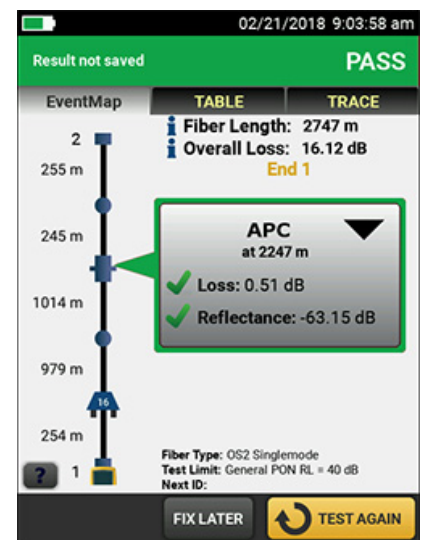 02/21/2018 9:03:58 am
Result not saved
PASS
EventMap
TABLE
TRACE
Fiber Length: 2747 m
Overall Loss: 16.12 dB
End 1
2
255 m
245 m
1014 m
979 m
16
254 m
1
APC
at 2247 m
Loss: 0.51 dB
Reflectance: -63.15 dB
Fiber Type: OS2 Singlemode
Test Limit: General PON RL = 40 dB
Next ID:
?
FIX LATER
TEST AGAIN